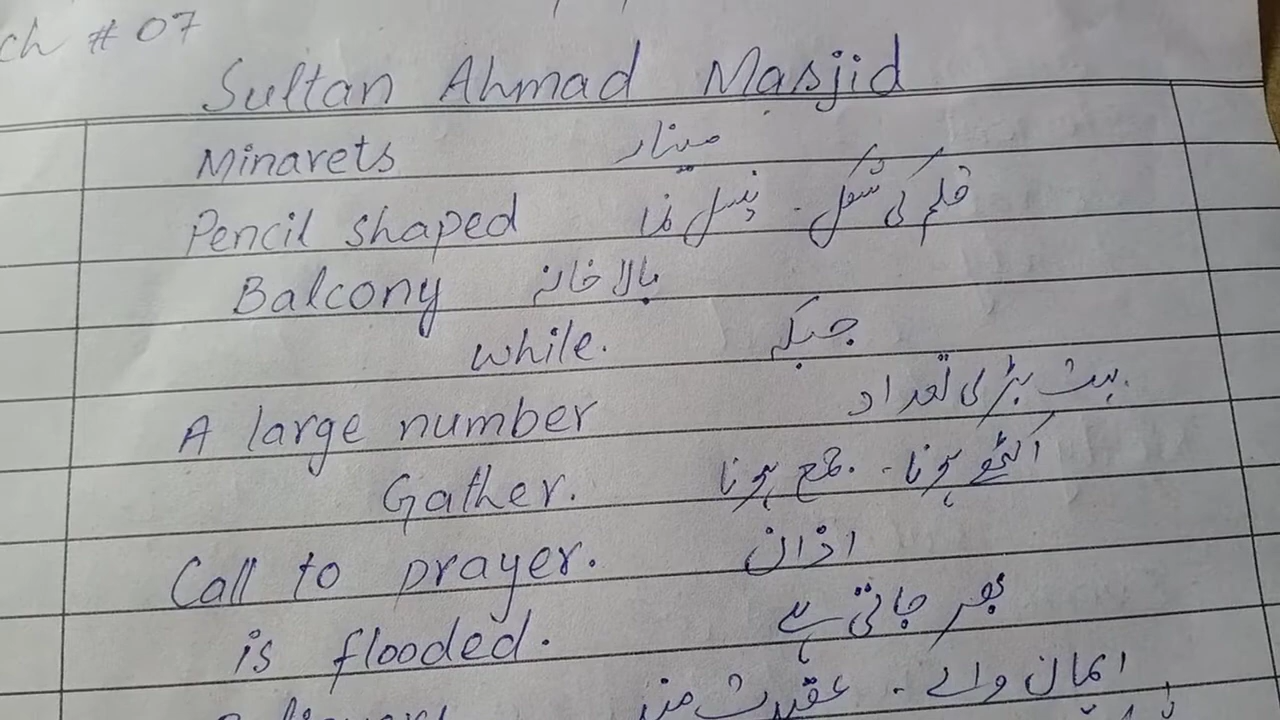 ch # 07
Sultan Ahmad Masjid
Minarets مینار
Pencil shaped قلم کی شکل - پنسل نما
Balcony بالا خانہ
while. جبکہ
A large number بہت بڑی تعداد
Gather. اکٹھے ہونا - جمع ہونا
Call to prayer. اذان
is flooded. بھر جاتی ہے
ایمان والے - عقیدت مند